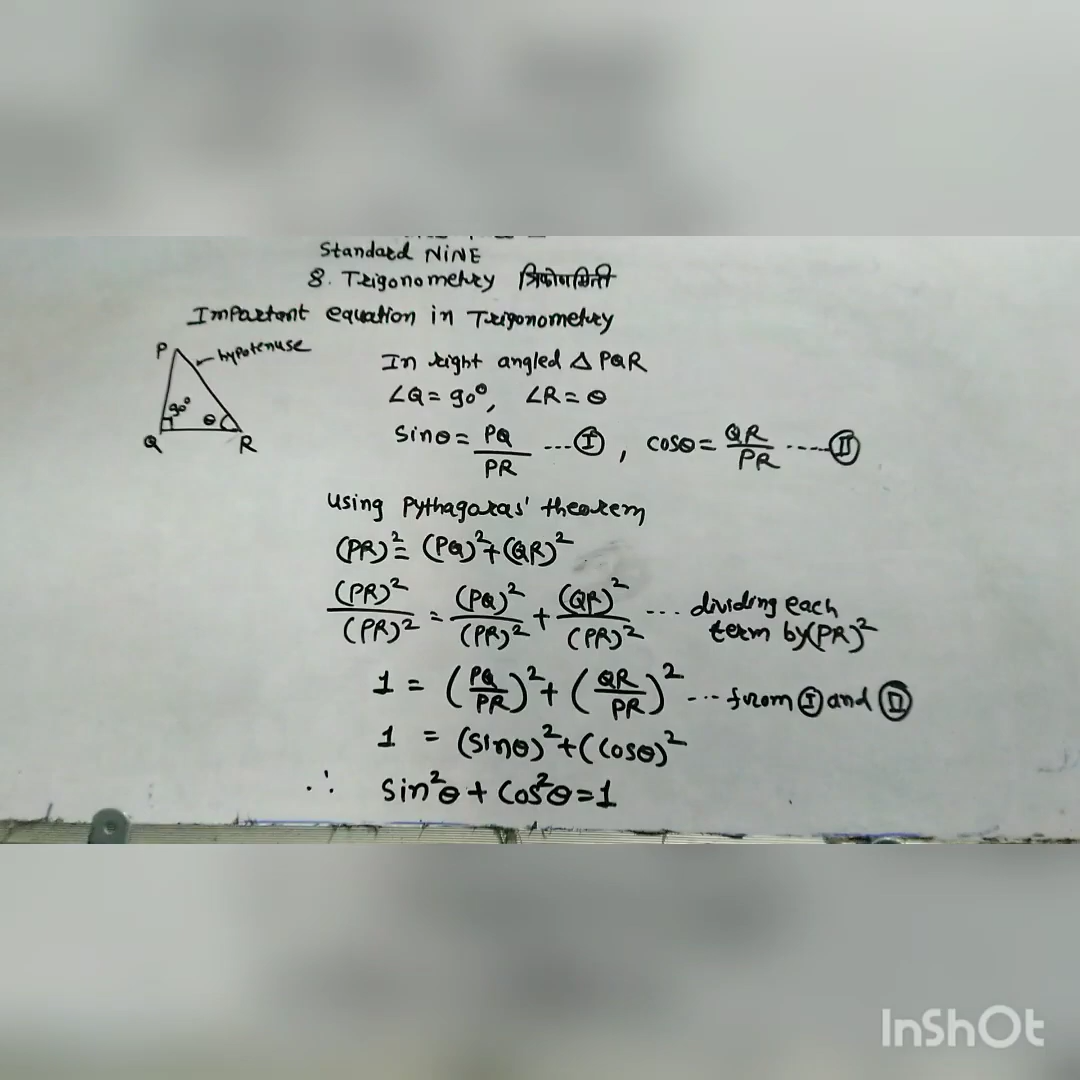 Standard NINE
8. Trigonometry त्रिकोणमिती
Important equation in Trigonometry
P
hypotenuse
90°
θ
Q
R
In right angled △ PQR
∠Q = 90°, ∠R = θ
sinθ = PQ/PR ---- Ⓘ , cosθ = QR/PR ----- Ⓘⓘ
using pythagoras' theorem
(PR)² = (PQ)² + (QR)²
(PR)²/(PR)² = (PQ)²/(PR)² + (QR)²/(PR)² --- dividing each
term by (PR)²
1 = (PQ/PR)² + (QR/PR)² --- from Ⓘ and Ⓘⓘ
1 = (sinθ)² + (cosθ)²
∴ sin²θ + cos²θ = 1
InShOt